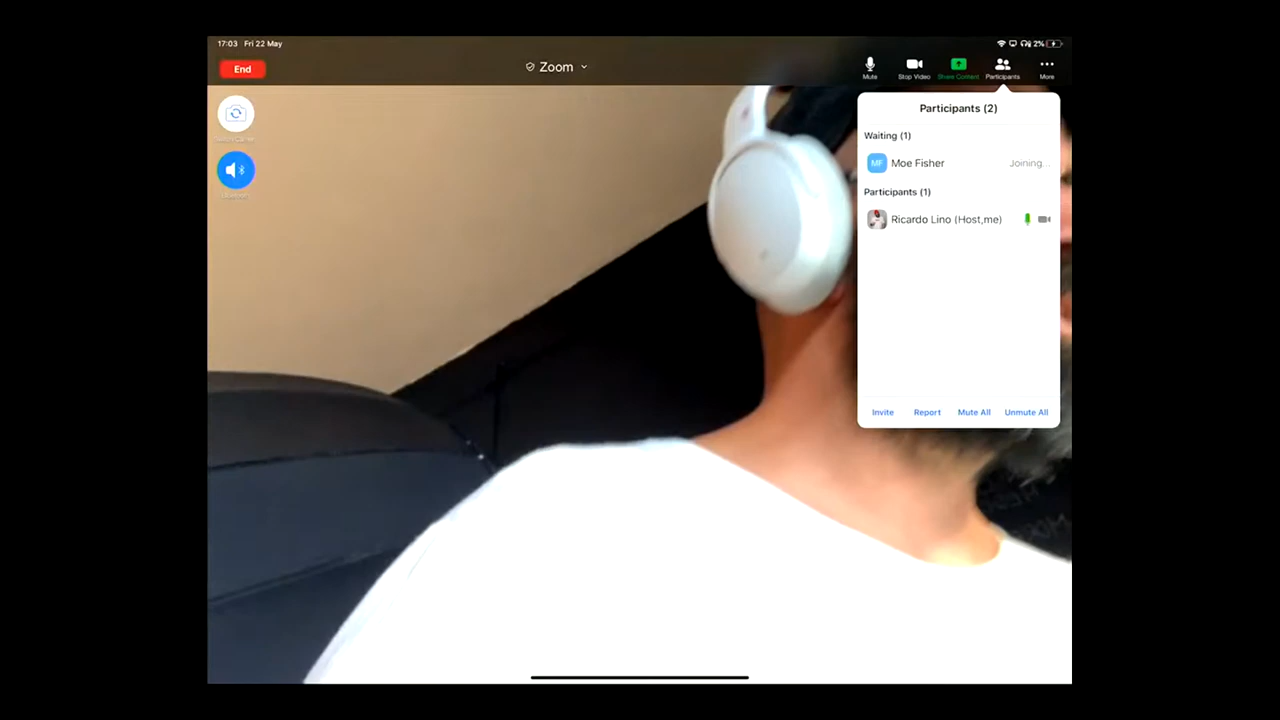 17:03 Fri 22 May
2%
End
Zoom
Mute
Stop Video
Share Content
Participants
More
Participants (2)
Waiting (1)
MF
Moe Fisher
Joining...
Participants (1)
Ricardo Lino (Host,me)
Invite
Report
Mute All
Unmute All